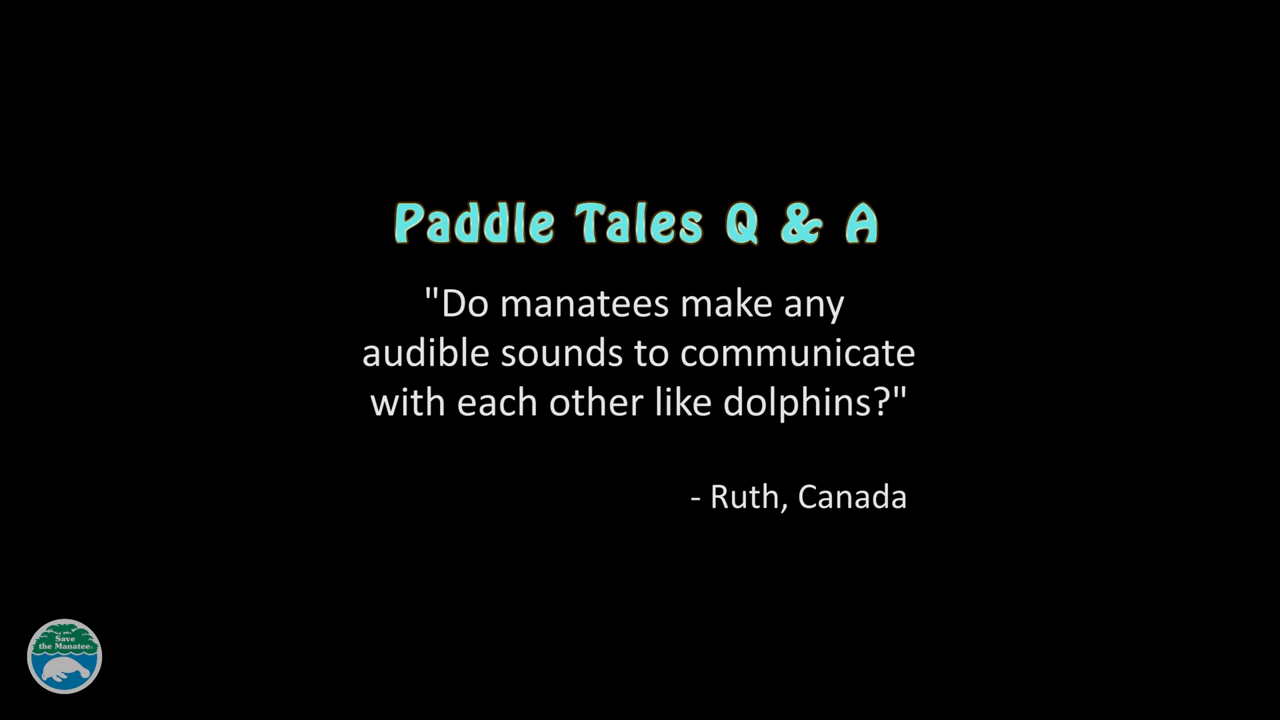 Paddle Tales Q & A
"Do manatees make any
audible sounds to communicate
with each other like dolphins?"
- Ruth, Canada
Save
the Manatee